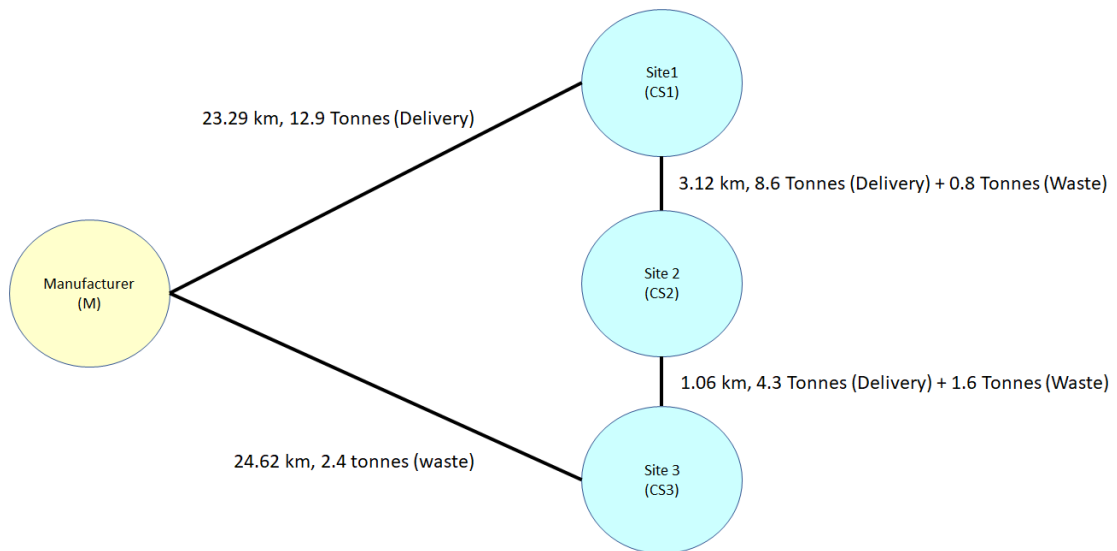 Site1
(CS1)
23.29 km, 12.9 Tonnes (Delivery)
3.12 km, 8.6 Tonnes (Delivery) + 0.8 Tonnes (Waste)
Manufacturer
(M)
Site 2
(CS2)
1.06 km, 4.3 Tonnes (Delivery) + 1.6 Tonnes (Waste)
24.62 km, 2.4 tonnes (waste)
Site 3
(CS3)